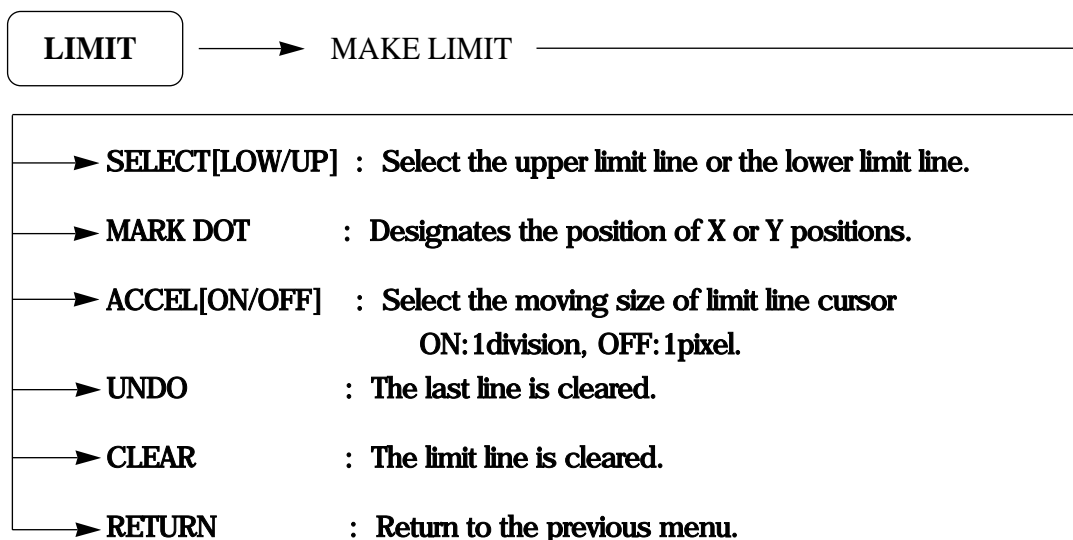 LIMIT MAKE LIMIT
SELECT[LOW/UP] : Select the upper limit line or the lower limit line.
MARK DOT : Designates the position of X or Y positions.
ACCEL[ON/OFF] : Select the moving size of limit line cursor
ON:1division, OFF:1pixel.
UNDO : The last line is cleared.
CLEAR : The limit line is cleared.
RETURN : Return to the previous menu.